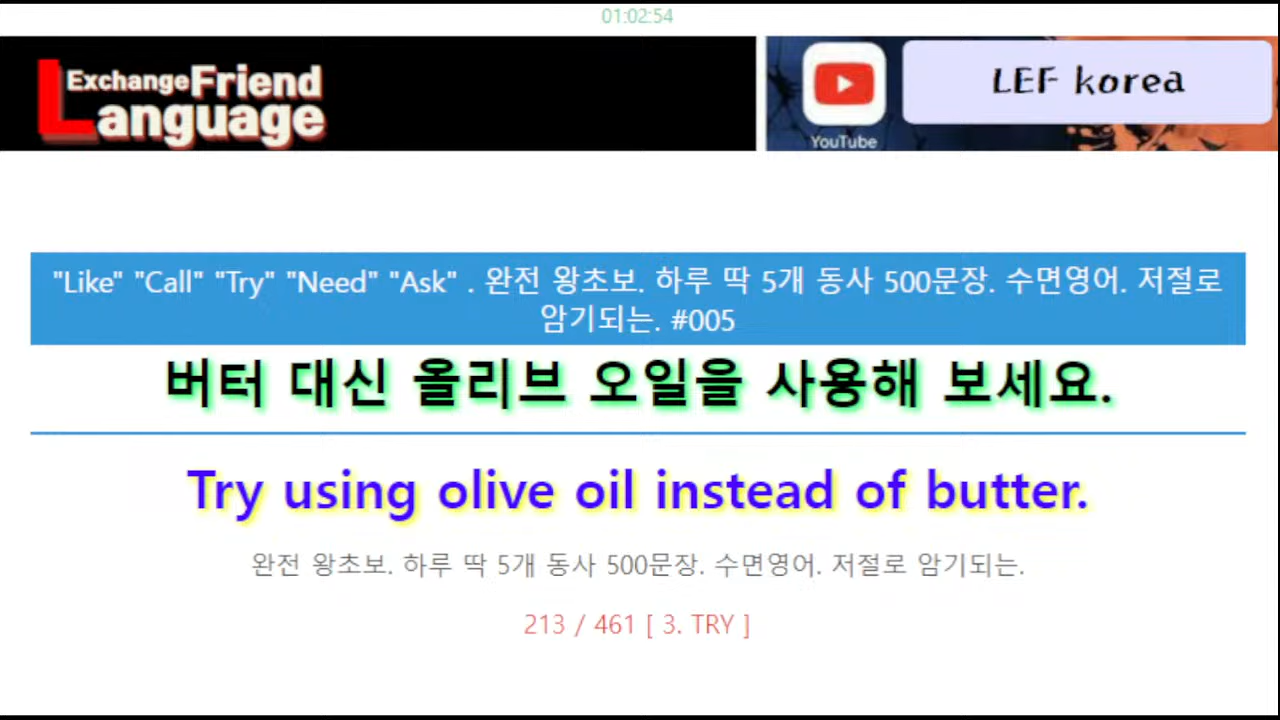 01:02:54
ExchangeFriend
Language
LEF korea
YouTube
"Like" "Call" "Try" "Need" "Ask" . 완전 왕초보. 하루 딱 5개 동사 500문장. 수면영어. 저절로
암기되는. #005
버터 대신 올리브 오일을 사용해 보세요.
Try using olive oil instead of butter.
완전 왕초보. 하루 딱 5개 동사 500문장. 수면영어. 저절로 암기되는.
213 / 461 [ 3. TRY ]